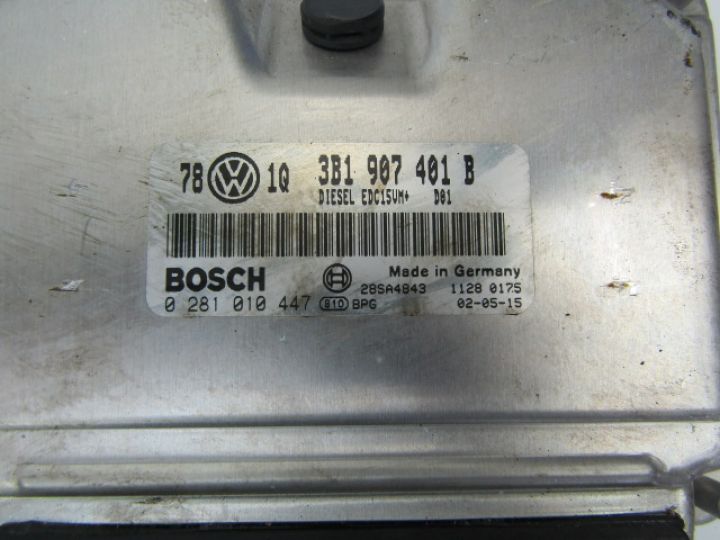 78 VW 1Q 3B1 907 401 B
DIESEL EDC15VM+ D01
BOSCH Made in Germany
28SA4843 1128 0175
0 281 010 447 810 BPG 02-05-15